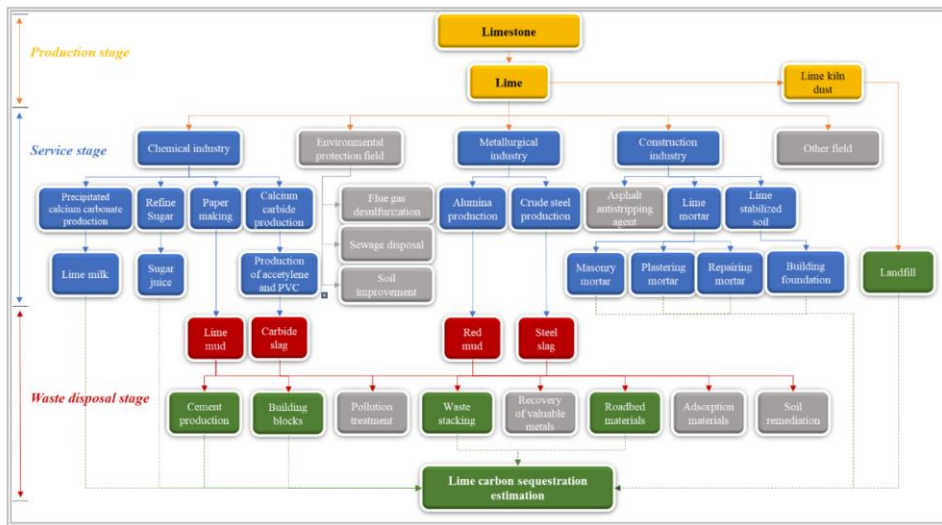 Limestone
Production stage
Lime
Lime kiln
dust
Service stage
Chemical industry
Environmental
protection field
Metallurgical
industry
Construction
industry
Other field
Precipitated
calcium carbonate
production
Refine
Sugar
Paper
making
Calcium
carbide
production
Flue gas
desulfurization
Alumina
production
Crude steel
production
Asphalt
antistripping
agent
Lime
mortar
Lime
stabilized
soil
Sewage disposal
Lime milk
Sugar
juice
Production
of accetylene
and PVC
Soil
improvement
Masonry
mortar
Plastering
mortar
Repairing
mortar
Building
foundation
Landfill
Lime
mud
Carbide
slag
Red
mud
Steel
slag
Waste disposal stage
Cement
production
Building
blocks
Pollution
treatment
Waste
stacking
Recovery
of valuable
metals
Roadbed
materials
Adsorption
materials
Soil
remediation
Lime carbon sequestration
estimation